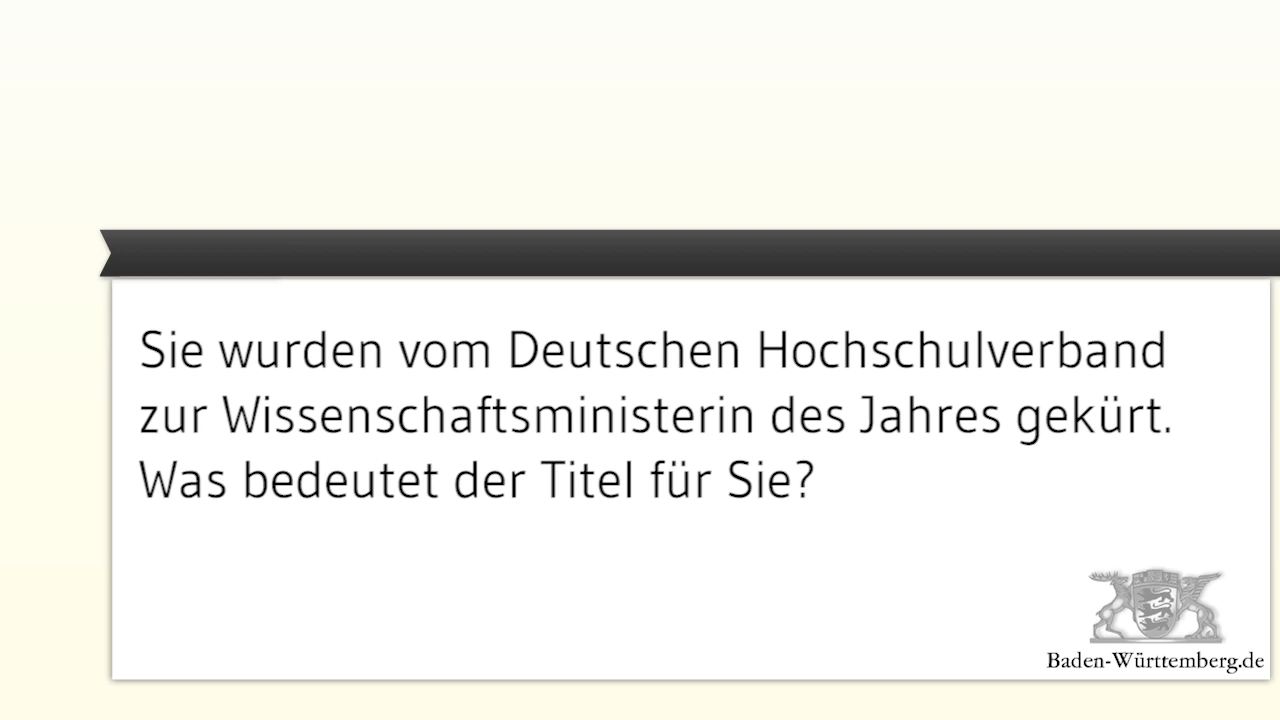 Sie wurden vom Deutschen Hochschulverband
zur Wissenschaftsministerin des Jahres gekürt.
Was bedeutet der Titel für Sie?
Baden-Württemberg.de